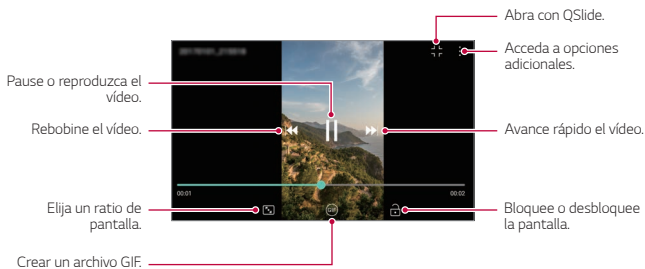 Abra con QSlide.
Acceda a opciones
adicionales.
Pause o reproduzca el
vídeo.
Rebobine el vídeo.
Avance rápido el vídeo.
00:01
00:02
Elija un ratio de
pantalla.
GIF
Bloquee o desbloquee
la pantalla.
Crear un archivo GIF.